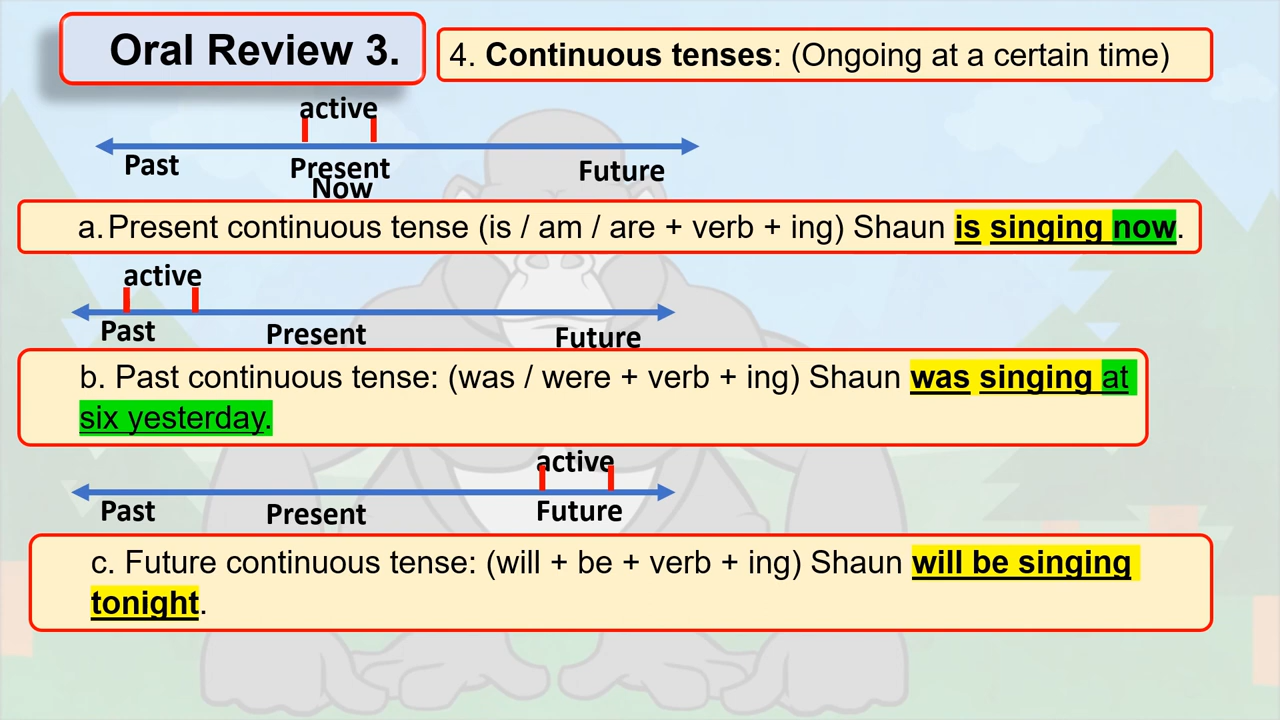 Oral Review 3.
4. Continuous tenses: (Ongoing at a certain time)
active
Past
Present
Now
Future
a. Present continuous tense (is / am / are + verb + ing) Shaun is singing now.
active
Past
Present
Future
b. Past continuous tense: (was / were + verb + ing) Shaun was singing at
six yesterday.
active
Past
Present
Future
c. Future continuous tense: (will + be + verb + ing) Shaun will be singing
tonight.